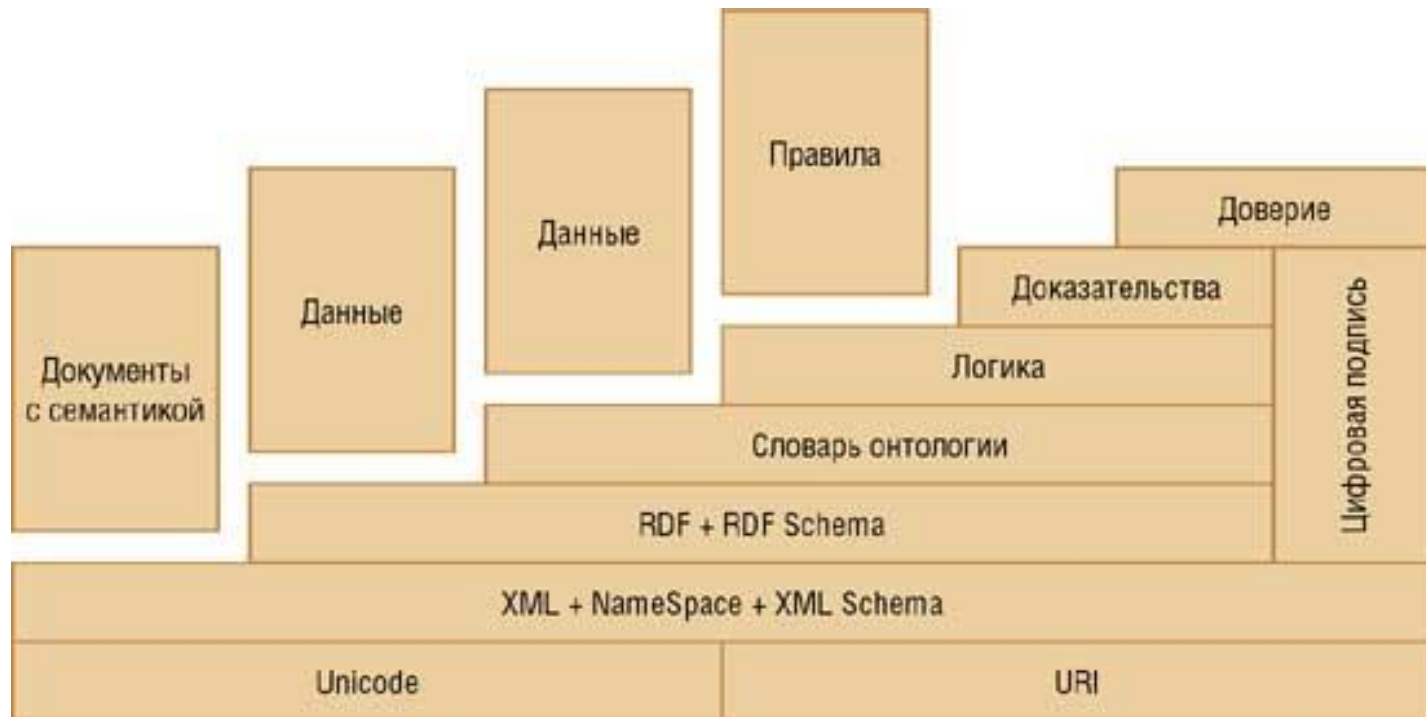 Правила
Доверие
Данные
Доказательства
Данные
Документы
с семантикой
Логика
Цифровая подпись
Словарь онтологии
RDF + RDF Schema
XML + NameSpace + XML Schema
Unicode
URI